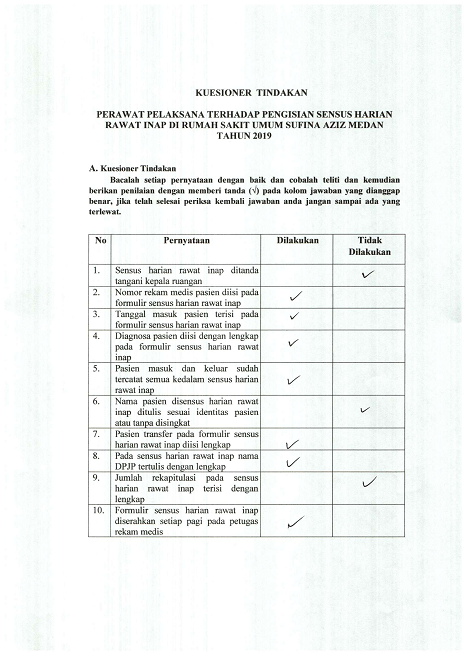 KUESIONER TINDAKAN
PERAWAT PELAKSANA TERHADAP PENGISIAN SENSUS HARIAN
RAWAT INAP DI RUMAH SAKIT UMUM SUFINA AZIZ MEDAN
TAHUN 2019
A. Kuesioner Tindakan
Bacalah setiap pernyataan dengan baik dan cobalah teliti dan kemudian
berikan penilaian dengan memberi tanda (√) pada kolom jawaban yang dianggap
benar, jika telah selesai periksa kembali jawaban anda jangan sampai ada yang
terlewat.
No Pernyataan Dilakukan Tidak
Dilakukan
1. Sensus harian rawat inap ditanda ✓
tangani kepala ruangan
2. Nomor rekam medis pasien diisi pada ✓
formulir sensus harian rawat inap
3. Tanggal masuk pasien terisi pada ✓
formulir sensus harian rawat inap
4. Diagnosa pasien diisi dengan lengkap ✓
pada formulir sensus harian rawat
inap
5. Pasien masuk dan keluar sudah ✓
tercatat semua kedalam sensus harian
rawat inap
6. Nama pasien disensus harian rawat ✓
inap ditulis sesuai identitas pasien
atau tanpa disingkat
7. Pasien transfer pada formulir sensus ✓
harian rawat inap diisi lengkap
8. Pada sensus harian rawat inap nama ✓
DPJP tertulis dengan lengkap
9. Jumlah rekapitulasi pada sensus ✓
harian rawat inap terisi dengan
lengkap
10. Formulir sensus harian rawat inap ✓
diserahkan setiap pagi pada petugas
rekam medis